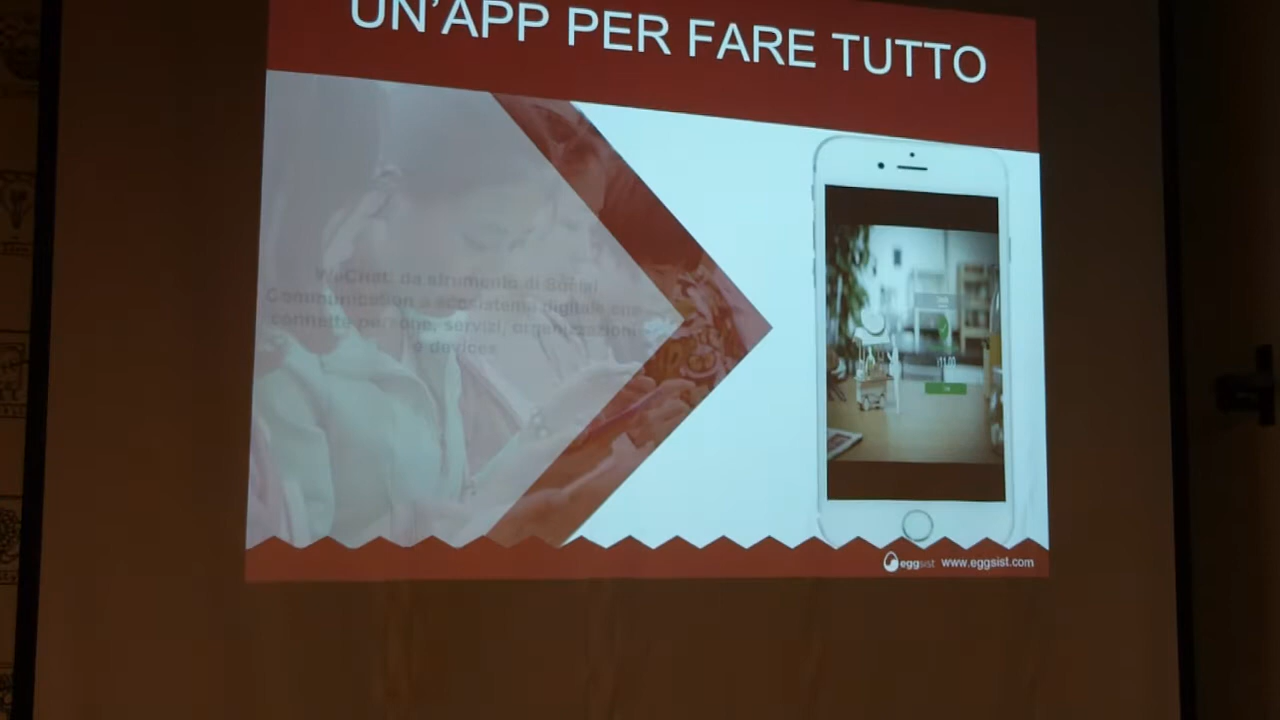 UN'APP PER FARE TUTTO
WeChat: da strumento di Social
Communication a ecosistema digitale che
connette persone, servizi, organizzazioni
e devices
eggsist www.eggsist.com